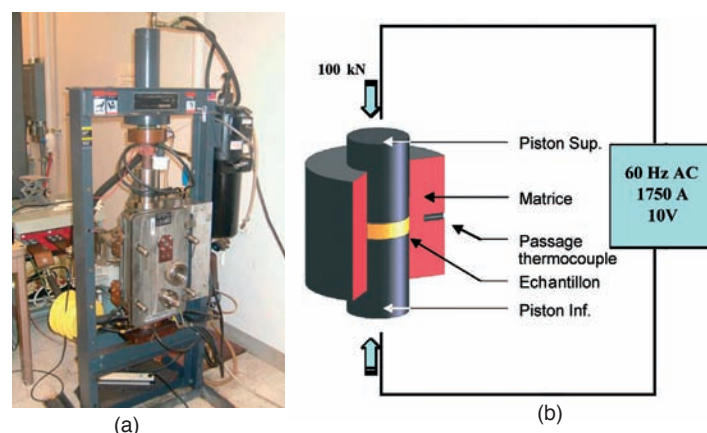 100 kN
Piston Sup.
60 Hz AC
1750 A
10V
Matrice
Passage
thermocouple
Echantillon
Piston Inf.
(a)
(b)